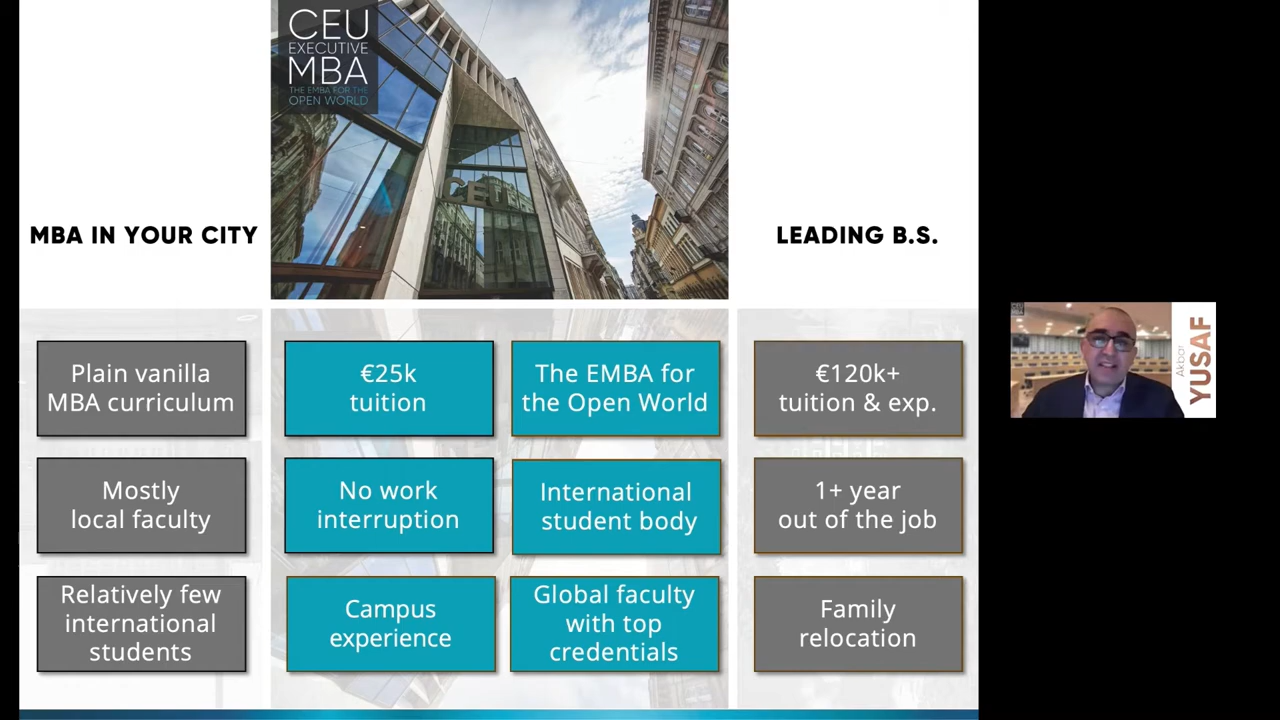 CEU
EXECUTIVE
MBA
THE EMBA FOR THE
OPEN WORLD
CEU
MBA IN YOUR CITY
LEADING B.S.
Plain vanilla
MBA curriculum
€25k
tuition
The EMBA for
the Open World
€120k+
tuition & exp.
Mostly
local faculty
No work
interruption
International
student body
1+ year
out of the job
Relatively few
international
students
Campus
experience
Global faculty
with top
credentials
Family
relocation
Akbar
YUSAF